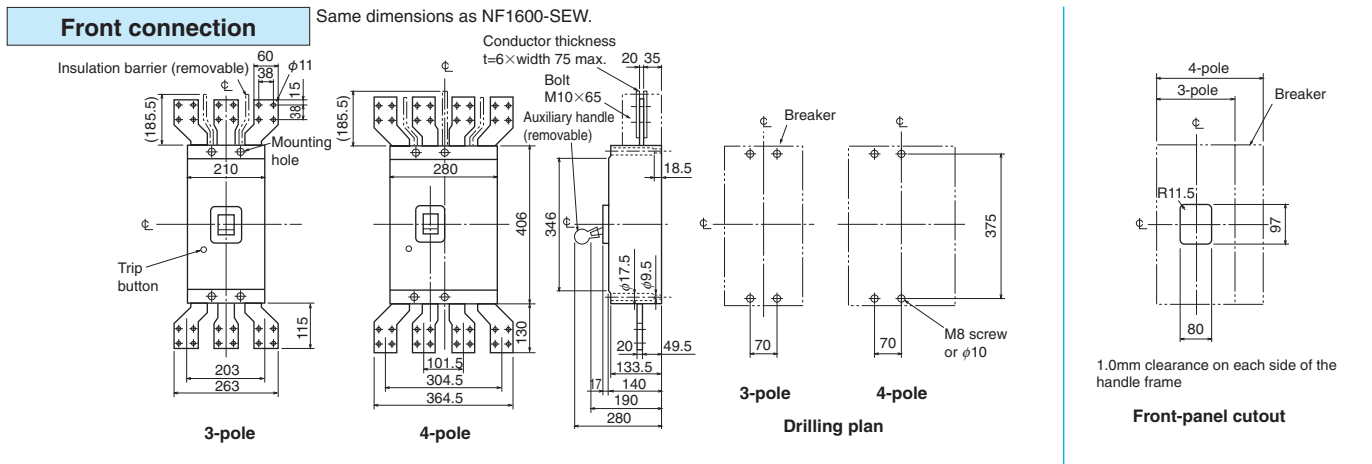 Front connection
Same dimensions as NF1600-SEW.
Insulation barrier (removable)
60
38
φ11
15
38
(185.5)
℄
Mounting
hole
210
℄
Trip
button
115
203
263
3-pole
℄
(185.5)
280
406
130
101.5
304.5
364.5
4-pole
Conductor thickness
t=6×width 75 max.
20
35
Bolt
M10×65
Auxiliary handle
(removable)
18.5
346
℄
φ17.5
φ9.5
20
49.5
133.5
17
140
190
280
℄
Breaker
℄
℄
375
70
70
M8 screw
or φ10
3-pole
4-pole
Drilling plan
4-pole
3-pole
Breaker
℄
R11.5
℄
97
80
1.0mm clearance on each side of the
handle frame
Front-panel cutout